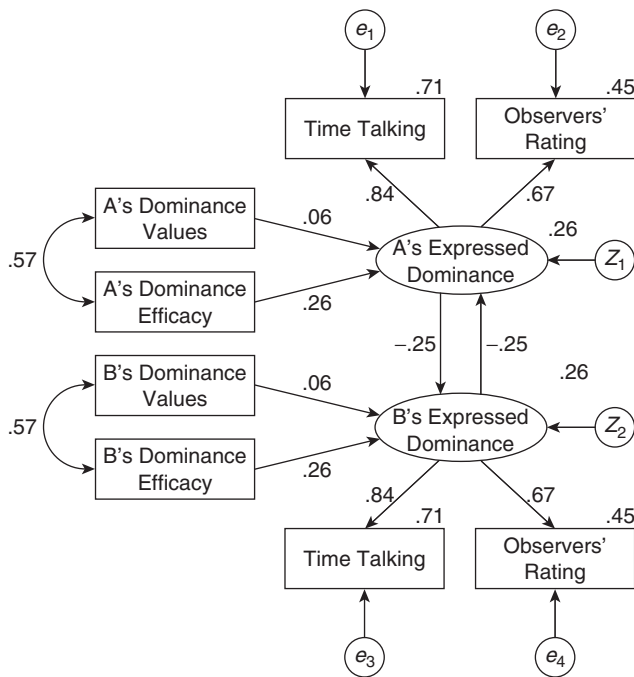 e1
e2
.71
.45
Time Talking
Observers'
Rating
.84
.67
A's Dominance
Values
.06
.26
A's Expressed
Dominance
Z1
.57
A's Dominance
Efficacy
.26
–.25
–.25
B's Dominance
Values
.06
.26
B's Expressed
Dominance
Z2
.57
B's Dominance
Efficacy
.26
.84
.67
.71
.45
Time Talking
Observers'
Rating
e3
e4